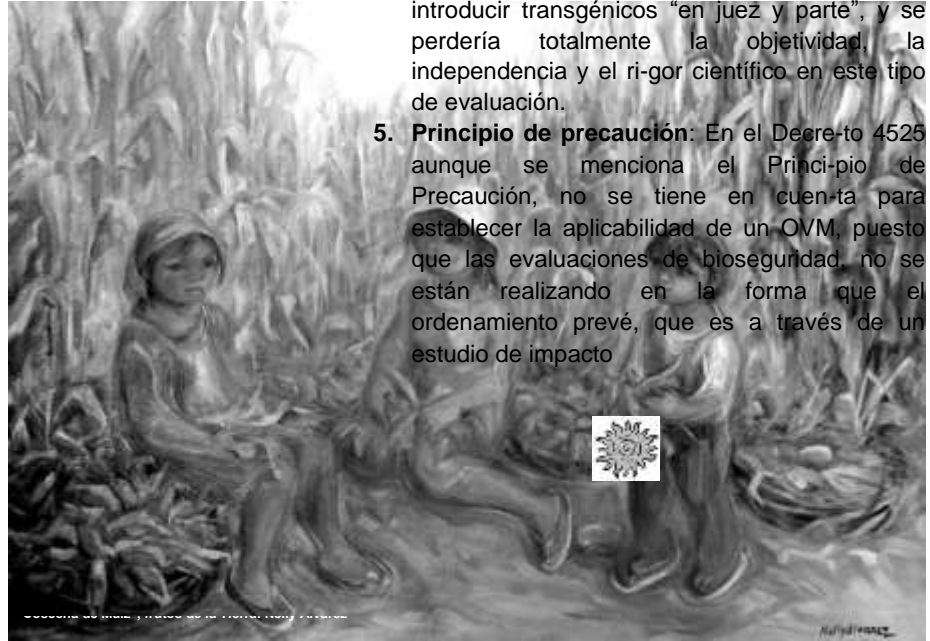 introducir transgénicos “en juez y parte”, y se
perdería totalmente la objetividad, la
independencia y el ri-gor científico en este tipo
de evaluación.
5. Principio de precaución: En el Decre-to 4525
aunque se menciona el Princi-pio de
Precaución, no se tiene en cuen-ta para
establecer la aplicabilidad de un OVM, puesto
que las evaluaciones de bioseguridad, no se
están realizando en la forma que el
ordenamiento prevé, que es a través de un
estudio de impacto